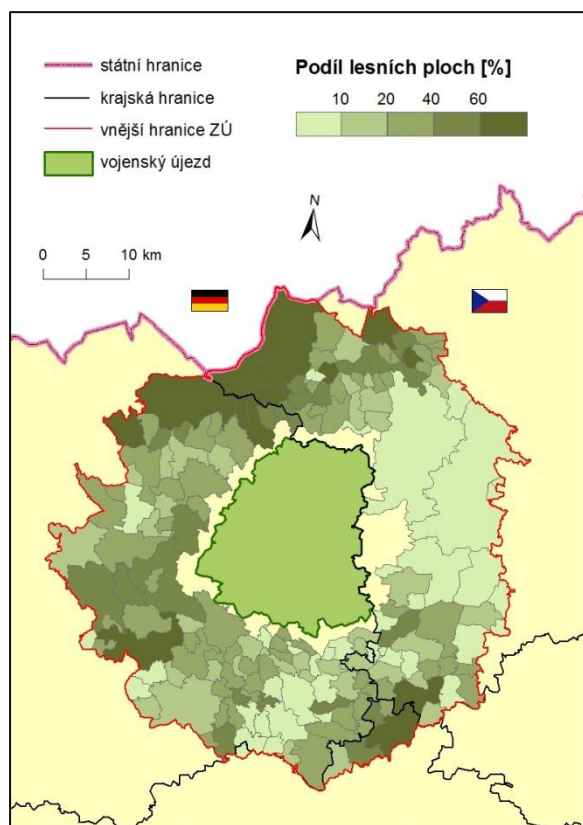 státní hranice
krajská hranice
vnější hranice ZÚ
vojenský újezd
Podíl lesních ploch [%]
10 20 40 60
N
0 5 10 km